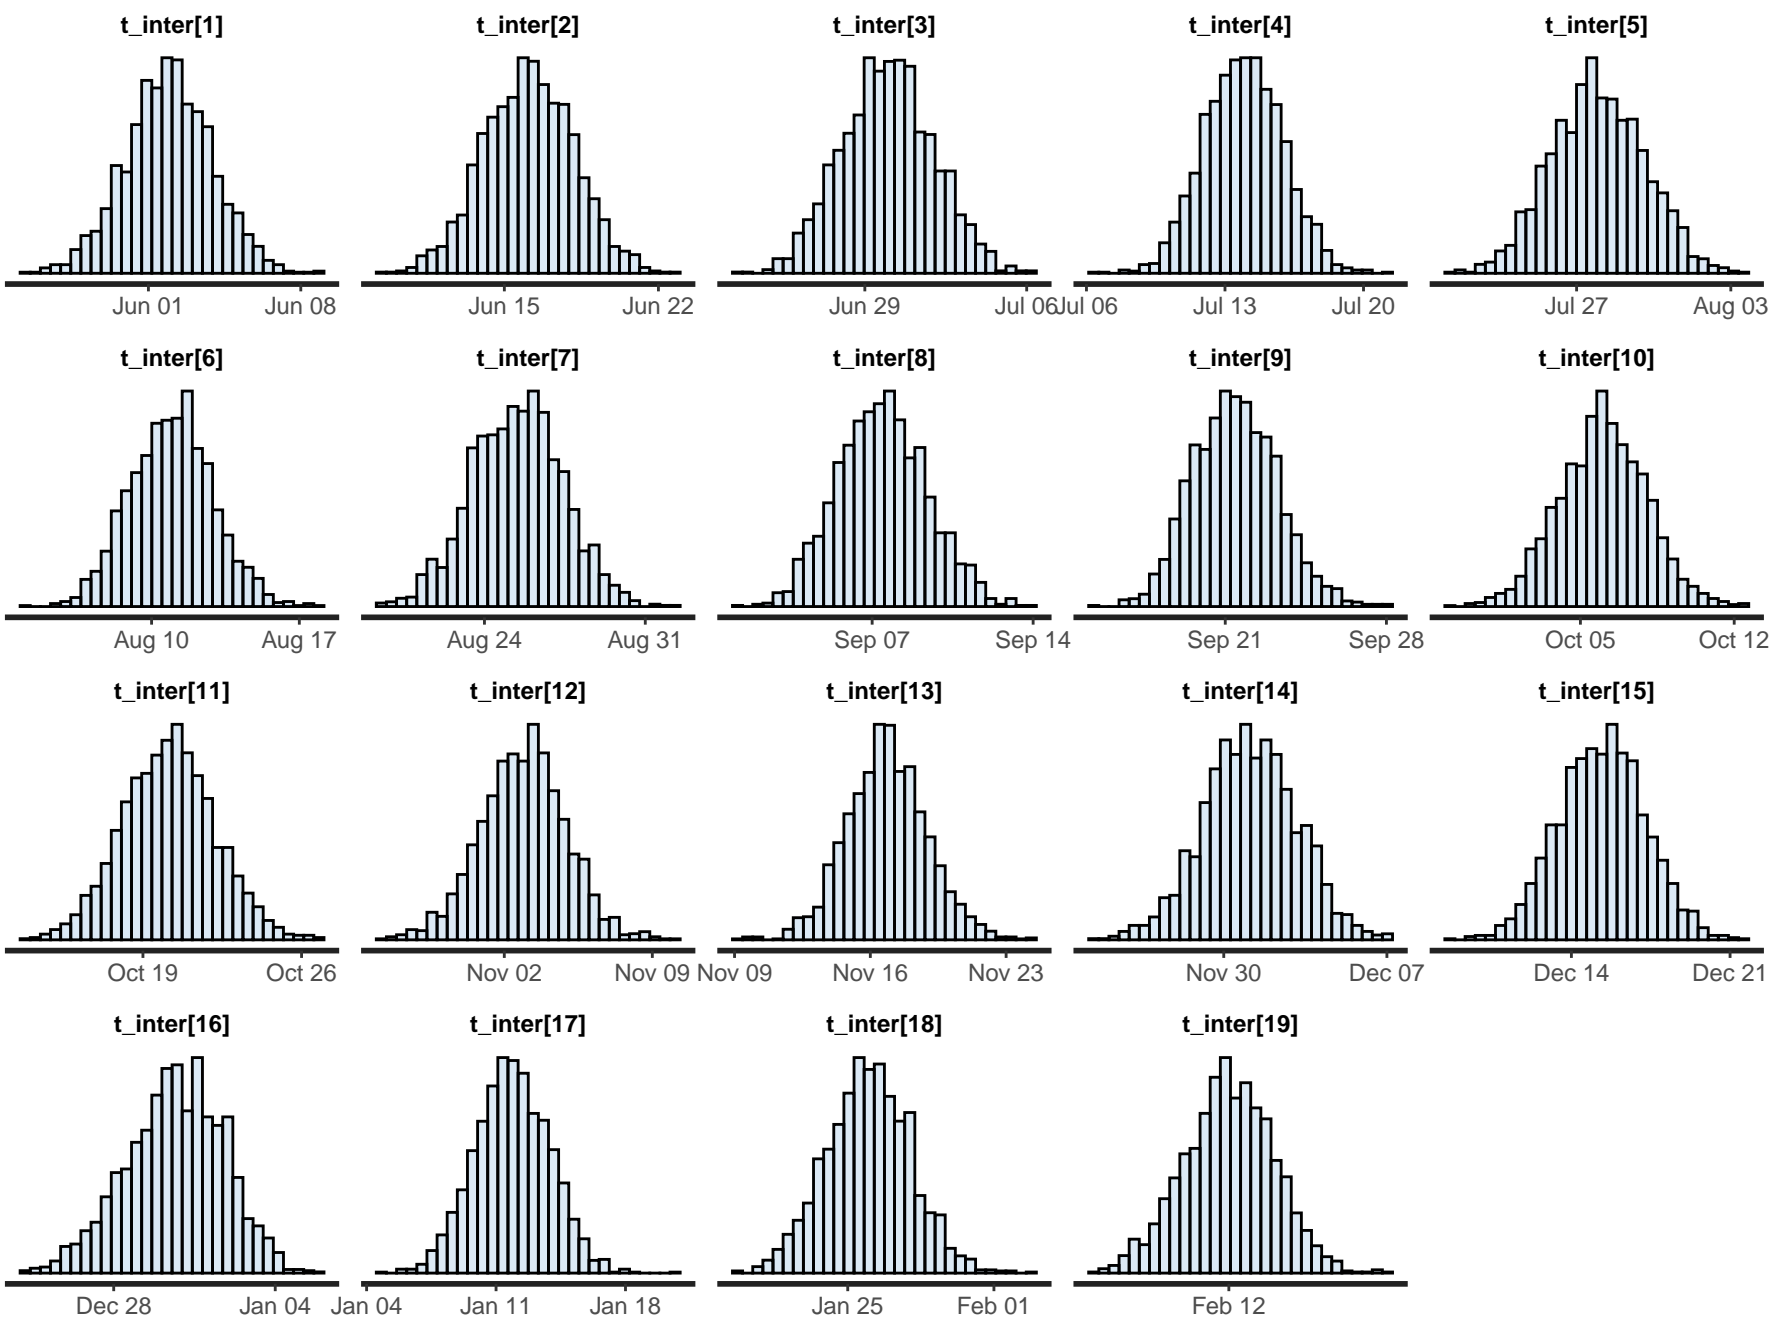 t_inter[1] t_inter[2] t_inter[3] t_inter[4] t_inter[5]
Jun 01 Jun 08 Jun 15 Jun 22 Jun 29 Jul 06 Jul 06 Jul 13 Jul 20 Jul 27 Aug 03
t_inter[6] t_inter[7] t_inter[8] t_inter[9] t_inter[10]
Aug 10 Aug 17 Aug 24 Aug 31 Sep 07 Sep 14 Sep 21 Sep 28 Oct 05 Oct 12
t_inter[11] t_inter[12] t_inter[13] t_inter[14] t_inter[15]
Oct 19 Oct 26 Nov 02 Nov 09 Nov 09 Nov 16 Nov 23 Nov 30 Dec 07 Dec 14 Dec 21
t_inter[16] t_inter[17] t_inter[18] t_inter[19]
Dec 28 Jan 04 Jan 04 Jan 11 Jan 18 Jan 25 Feb 01 Feb 12